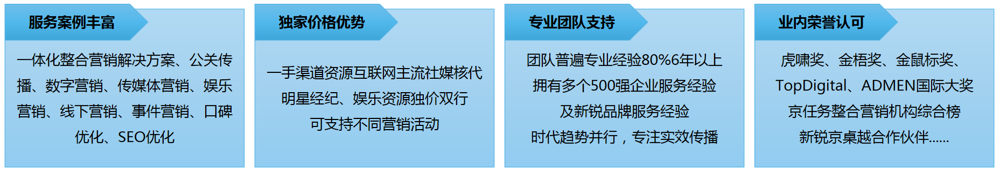 服务案例丰富
一体化整合营销解决方案、公关传
播、数字营销、传媒体营销、娱乐
营销、线下营销、事件营销、口碑
优化、SEO优化
独家价格优势
一手渠道资源互联网主流社媒核代
明星经纪、娱乐资源独价双行
可支持不同营销活动
专业团队支持
团队普遍专业经验80%6年以上
拥有多个500强企业服务经验
及新锐品牌服务经验
时代趋势并行，专注实效传播
业内荣誉认可
虎啸奖、金梧奖、金鼠标奖、
TopDigital、ADMEN国际大奖
京任务整合营销机构综合榜
新锐京桌越合作伙伴......